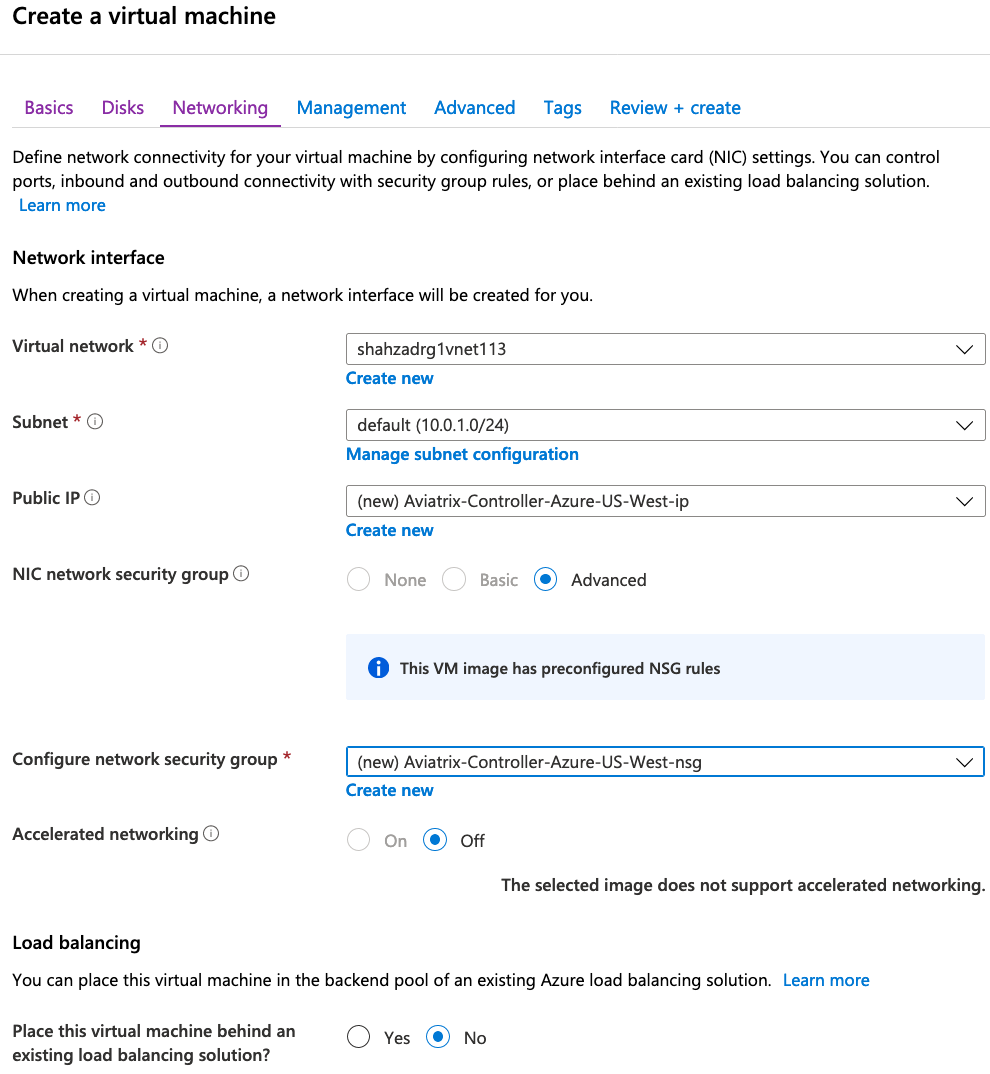 Create a virtual machine
Basics Disks Networking Management Advanced Tags Review + create
Define network connectivity for your virtual machine by configuring network interface card (NIC) settings. You can control
ports, inbound and outbound connectivity with security group rules, or place behind an existing load balancing solution.
Learn more
Network interface
When creating a virtual machine, a network interface will be created for you.
Virtual network *
shahzadrg1vnet113
Create new
Subnet *
default (10.0.1.0/24)
Manage subnet configuration
Public IP
(new) Aviatrix-Controller-Azure-US-West-ip
Create new
NIC network security group
None Basic Advanced
This VM image has preconfigured NSG rules
Configure network security group *
(new) Aviatrix-Controller-Azure-US-West-nsg
Create new
Accelerated networking
On Off
The selected image does not support accelerated networking.
Load balancing
You can place this virtual machine in the backend pool of an existing Azure load balancing solution. Learn more
Place this virtual machine behind an
existing load balancing solution?
Yes No